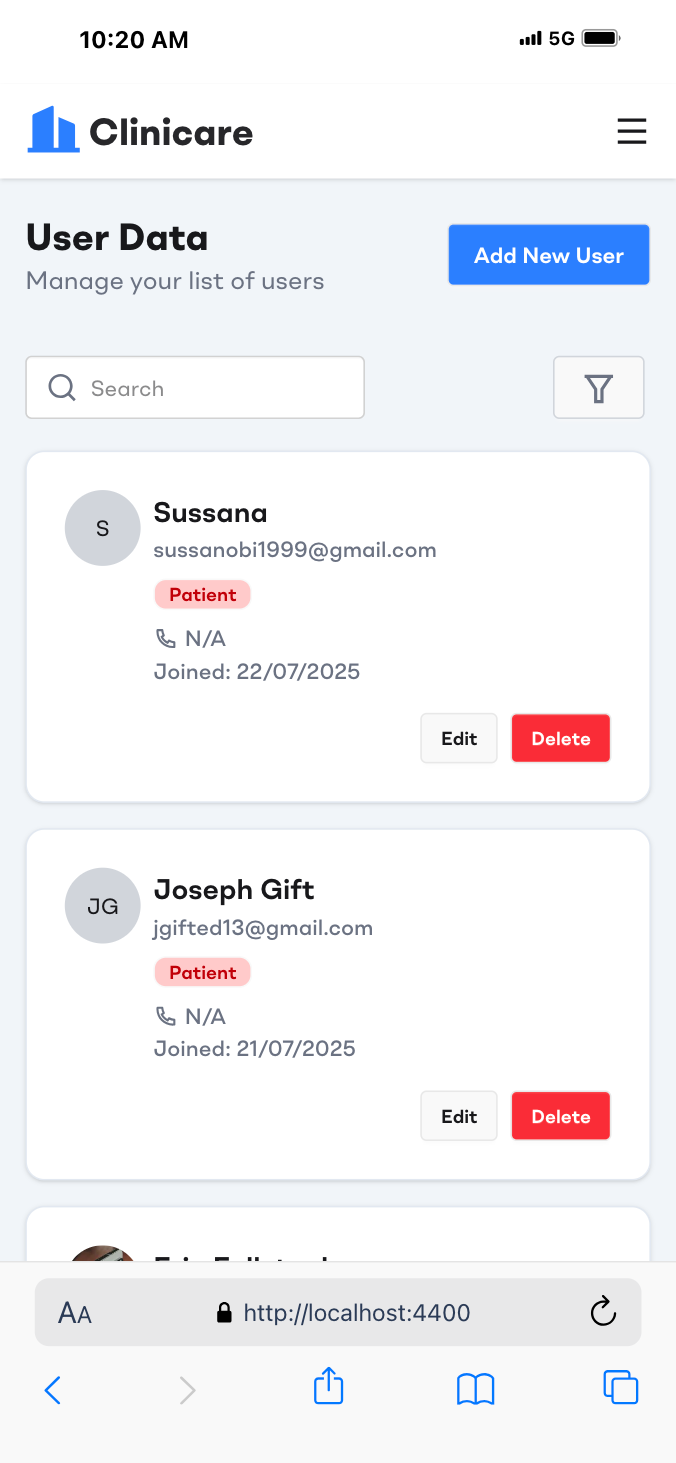 10:20 AM
5G
Clinicare
User Data
Manage your list of users
Add New User
Search
S
Sussana
sussanobi1999@gmail.com
Patient
N/A
Joined: 22/07/2025
Edit
Delete
JG
Joseph Gift
jgifted13@gmail.com
Patient
N/A
Joined: 21/07/2025
Edit
Delete
AA
http://localhost:4400